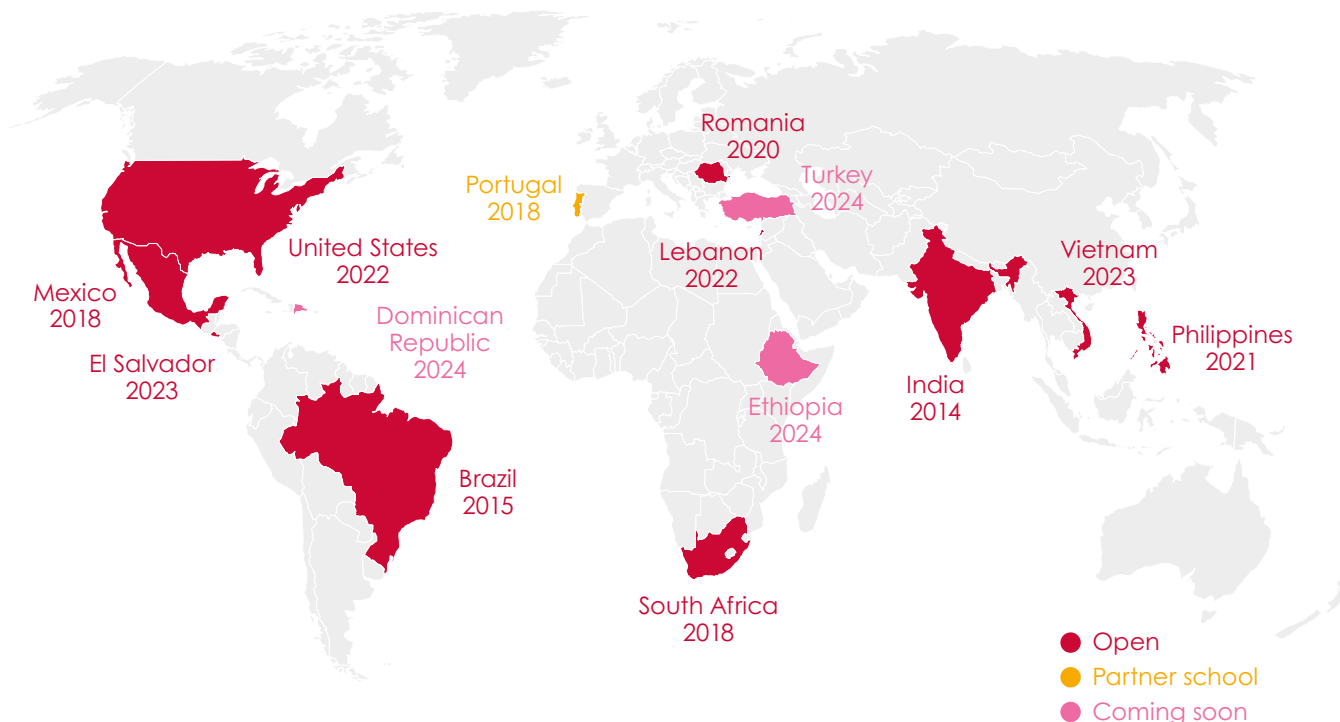 Romania
2020
Portugal
2018
Turkey
2024
United States
2022
Lebanon
2022
Vietnam
2023
Mexico
2018
Dominican
Republic
2024
Philippines
2021
El Salvador
2023
India
2014
Ethiopia
2024
Brazil
2015
South Africa
2018
Open
Partner school
Coming soon